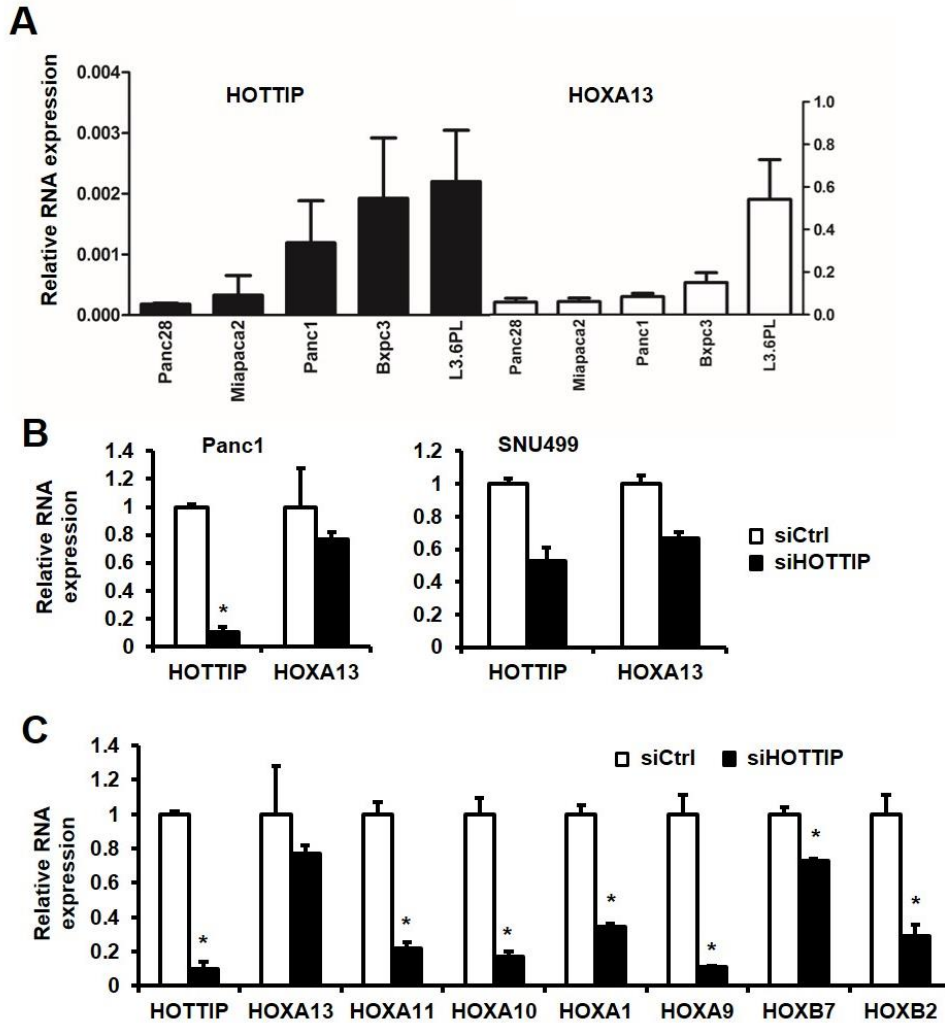 A
Relative RNA expression
0.004
0.003
0.002
0.001
0.000
HOTTIP
HOXA13
1.0
0.8
0.6
0.4
0.2
0.0
Panc28
Miapaca2
Panc1
Bxpc3
L3.6PL
Panc28
Miapaca2
Panc1
Bxpc3
L3.6PL
B
Relative RNA
expression
Panc1
1.4
1.2
1
0.8
0.6
0.4
0.2
0
*
HOTTIP HOXA13
SNU499
1.2
1
0.8
0.6
0.4
0.2
0
HOTTIP HOXA13
siCtrl
siHOTTIP
C
Relative RNA
expression
1.4
1.2
1
0.8
0.6
0.4
0.2
0
siCtrl siHOTTIP
* * * * * * *
HOTTIP HOXA13 HOXA11 HOXA10 HOXA1 HOXA9 HOXB7 HOXB2